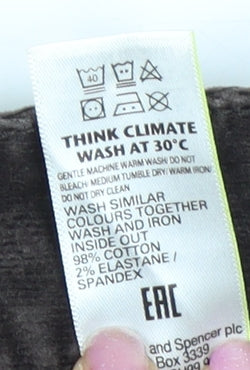 40
THINK CLIMATE
WASH AT 30°C
GENTLE MACHINE WARM WASH/ DO NOT
BLEACH/ MEDIUM TUMBLE DRY/ WARM IRON/
DO NOT DRY CLEAN
WASH SIMILAR
COLOURS TOGETHER
WASH AND IRON
INSIDE OUT
98% COTTON
2% ELASTANE /
SPANDEX
EAC
and Spencer plc
Box 3339